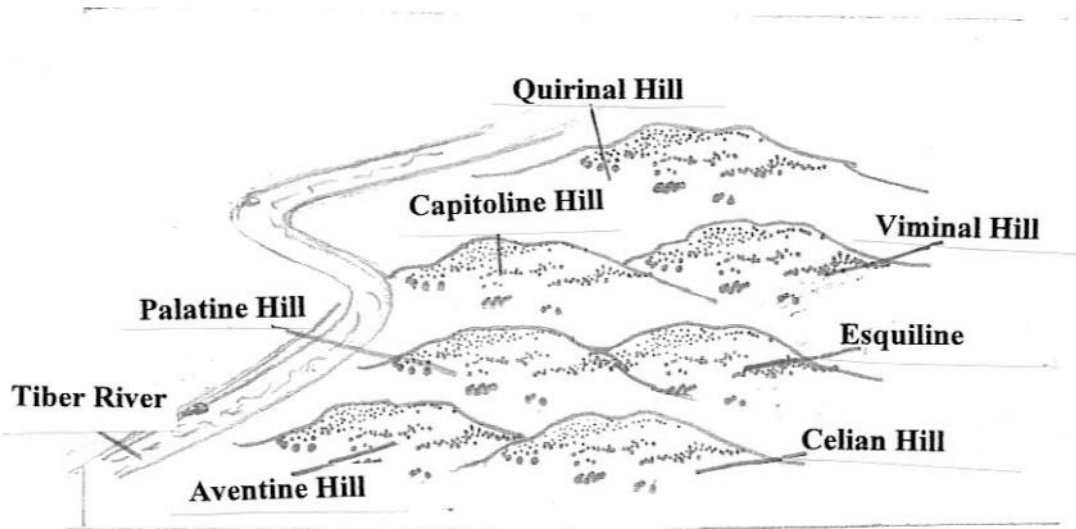 Quirinal Hill
Capitoline Hill
Viminal Hill
Palatine Hill
Esquiline
Tiber River
Celian Hill
Aventine Hill